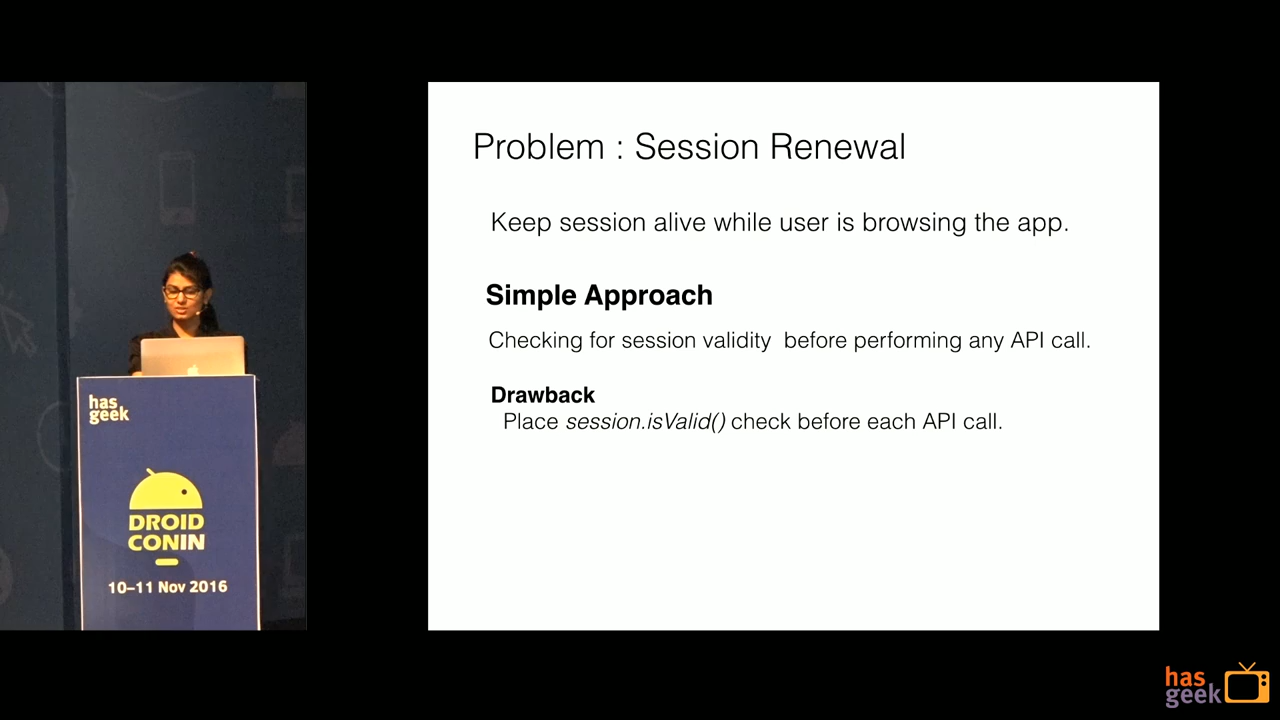 Problem : Session Renewal
Keep session alive while user is browsing the app.
Simple Approach
Checking for session validity  before performing any API call.
Drawback
Place session.isValid() check before each API call.
has
geek
DROID
CONIN
10–11 Nov 2016
has
geek